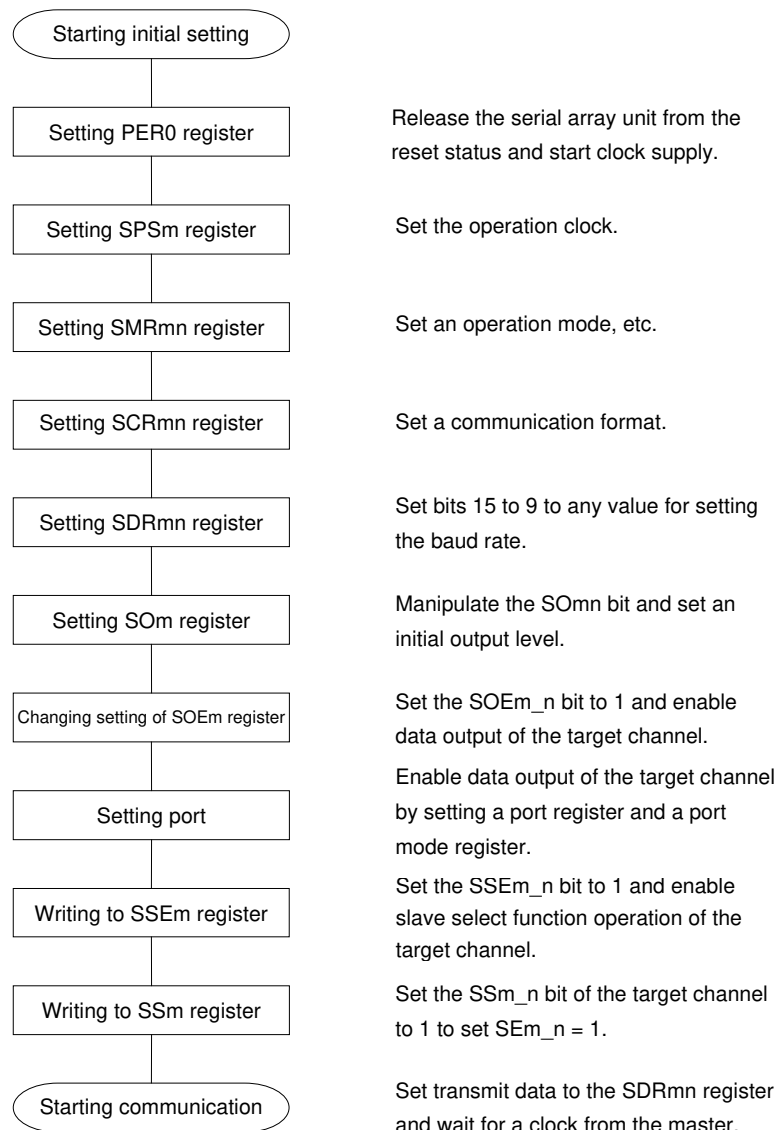 Starting initial setting
Setting PER0 register
Release the serial array unit from the
reset status and start clock supply.
Setting SPSm register
Set the operation clock.
Setting SMRmn register
Set an operation mode, etc.
Setting SCRmn register
Set a communication format.
Setting SDRmn register
Set bits 15 to 9 to any value for setting
the baud rate.
Setting SOm register
Manipulate the SOmn bit and set an
initial output level.
Changing setting of SOEm register
Set the SOEm_n bit to 1 and enable
data output of the target channel.
Setting port
Enable data output of the target channel
by setting a port register and a port
mode register.
Writing to SSEm register
Set the SSEm_n bit to 1 and enable
slave select function operation of the
target channel.
Writing to SSm register
Set the SSm_n bit of the target channel
to 1 to set SEm_n = 1.
Starting communication
Set transmit data to the SDRmn register
and wait for a clock from the master.